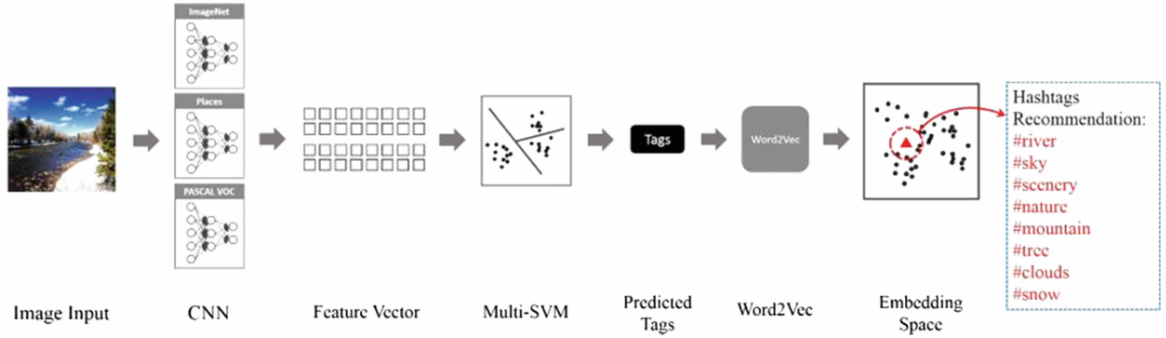 ImageNet
Places
PASCAL VOC
Tags
Word2Vec
Hashtags
Recommendation:
#river
#sky
#scenery
#nature
#mountain
#tree
#clouds
#snow
Image Input
CNN
Feature Vector
Multi-SVM
Predicted
Tags
Word2Vec
Embedding
Space